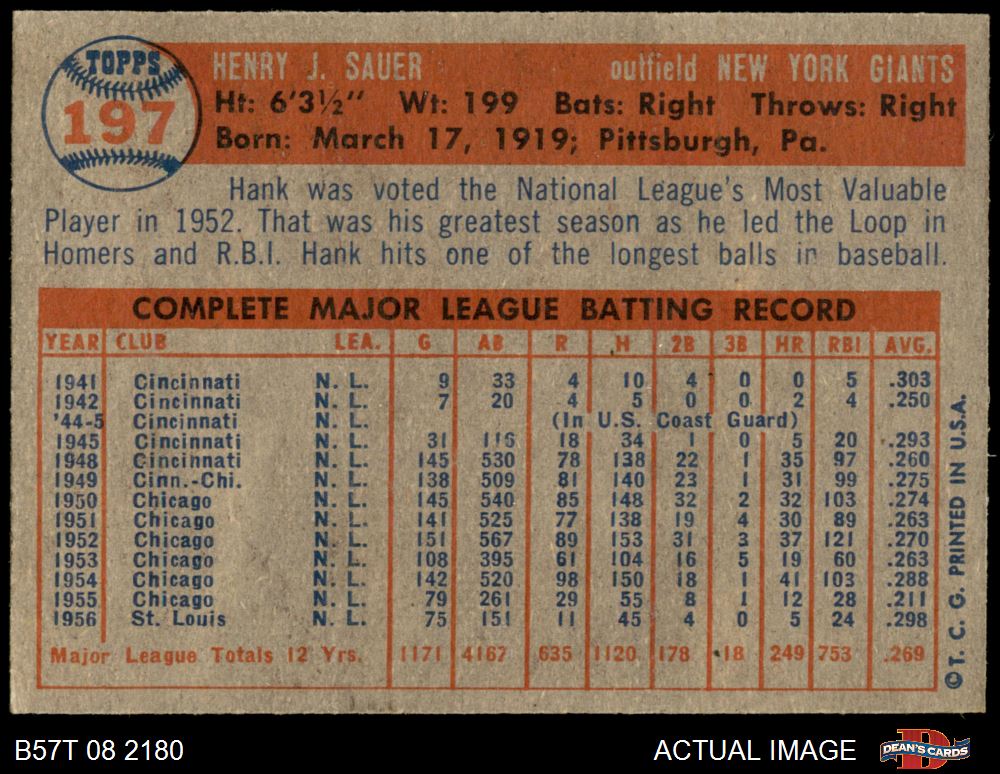 TOPPS
197
HENRY J. SAUER outfield NEW YORK GIANTS
Ht: 6'3½" Wt: 199 Bats: Right Throws: Right
Born: March 17, 1919; Pittsburgh, Pa.
Hank was voted the National League's Most Valuable
Player in 1952. That was his greatest season as he led the Loop in
Homers and R.B.I. Hank hits one of the longest balls in baseball.
COMPLETE MAJOR LEAGUE BATTING RECORD
YEAR CLUB LEA. G AB R H 2B 3B HR RBI AVG.
1941 Cincinnati N. L. 9 33 4 10 4 0 0 5 .303
1942 Cincinnati N. L. 7 20 4 5 0 0 2 4 .250
'44-5 Cincinnati N. L. (In U.S. Coast Guard)
1945 Cincinnati N. L. 31 116 18 34 1 0 5 20 .293
1948 Cincinnati N. L. 145 530 78 138 22 1 35 97 .260
1949 Cinn.-Chi. N. L. 138 509 81 140 23 1 31 99 .275
1950 Chicago N. L. 145 540 85 148 32 2 32 103 .274
1951 Chicago N. L. 141 525 77 138 19 4 30 89 .263
1952 Chicago N. L. 151 567 89 153 31 3 37 121 .270
1953 Chicago N. L. 108 395 61 104 16 5 19 60 .263
1954 Chicago N. L. 142 520 98 150 18 1 41 103 .288
1955 Chicago N. L. 79 261 29 55 8 1 12 28 .211
1956 St. Louis N. L. 75 151 11 45 4 0 5 24 .298
Major League Totals 12 Yrs. 1171 4167 635 1120 178 18 249 753 .269
©T. C. G. PRINTED IN U.S.A.
B57T 08 2180 ACTUAL IMAGE DEAN'S CARDS